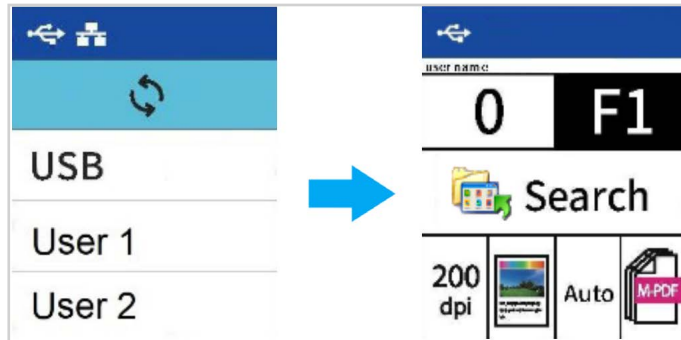 USB
User 1
User 2
user name
0 F1
Search
200 dpi
Auto
M-PDF